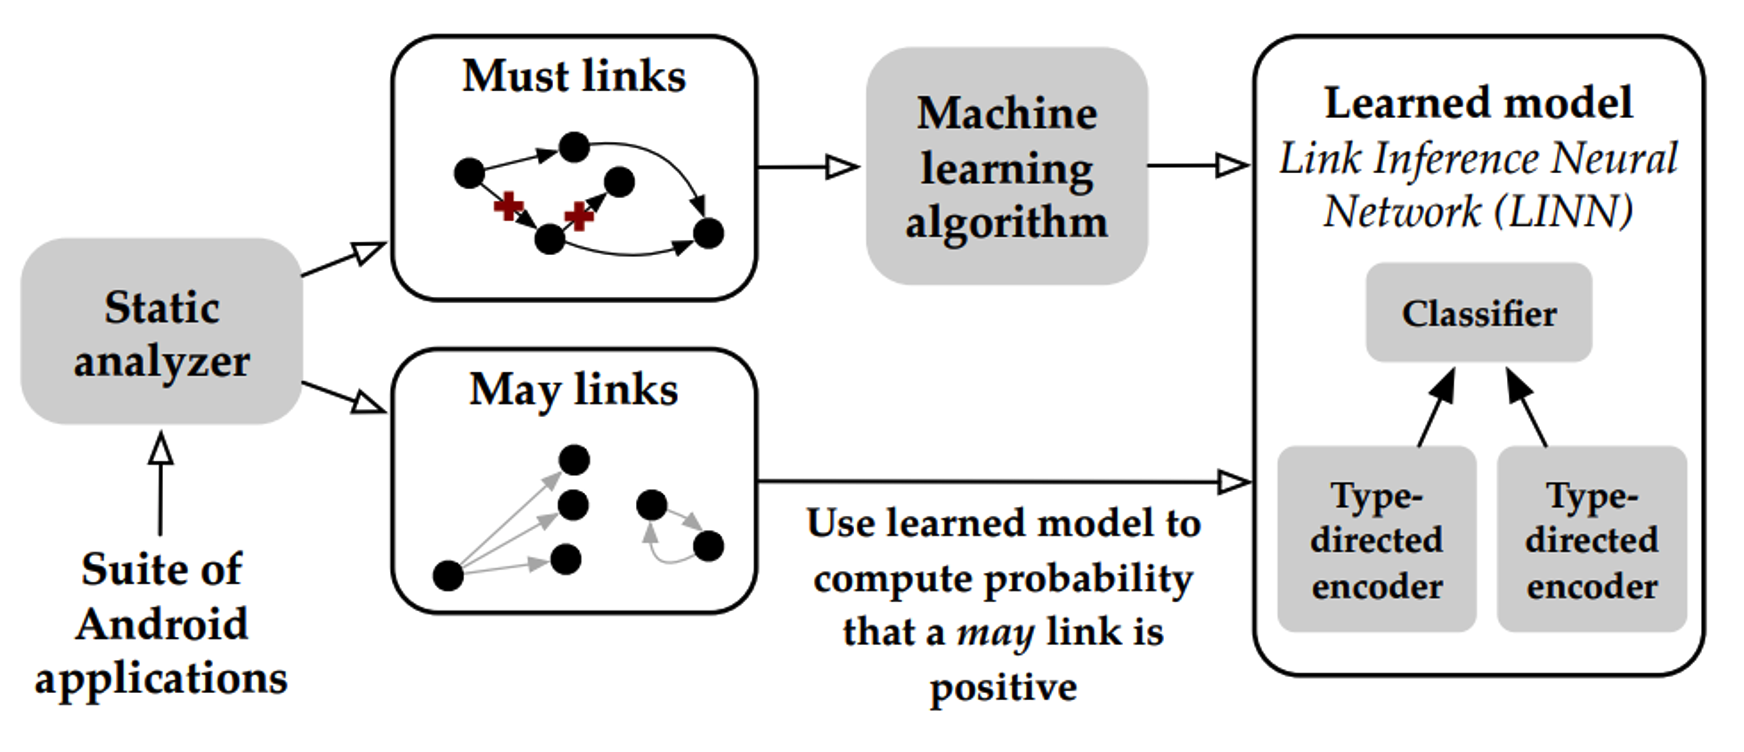 Must links
Machine
learning
algorithm
Learned model
Link Inference Neural
Network (LINN)
Classifier
Type-
directed
encoder
Type-
directed
encoder
Static
analyzer
May links
Suite of
Android
applications
Use learned model to
compute probability
that a may link is
positive